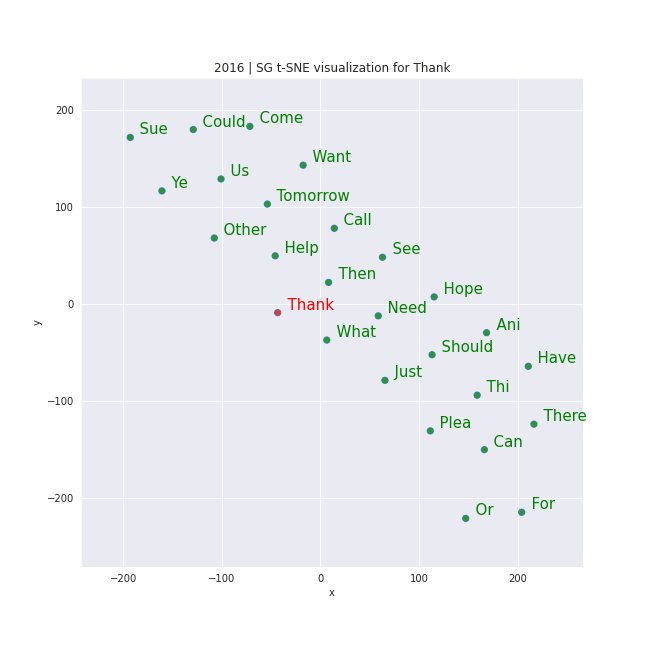 2016 | SG t-SNE visualization for Thank
200
100
0
−100
−200
y
Sue
Could
Come
Want
Ye
Us
Tomorrow
Other
Call
Help
See
Then
Hope
Thank
Need
Ani
What
Should
Have
Just
Thi
Plea
There
Can
Or
For
−200
−100
0
100
200
x